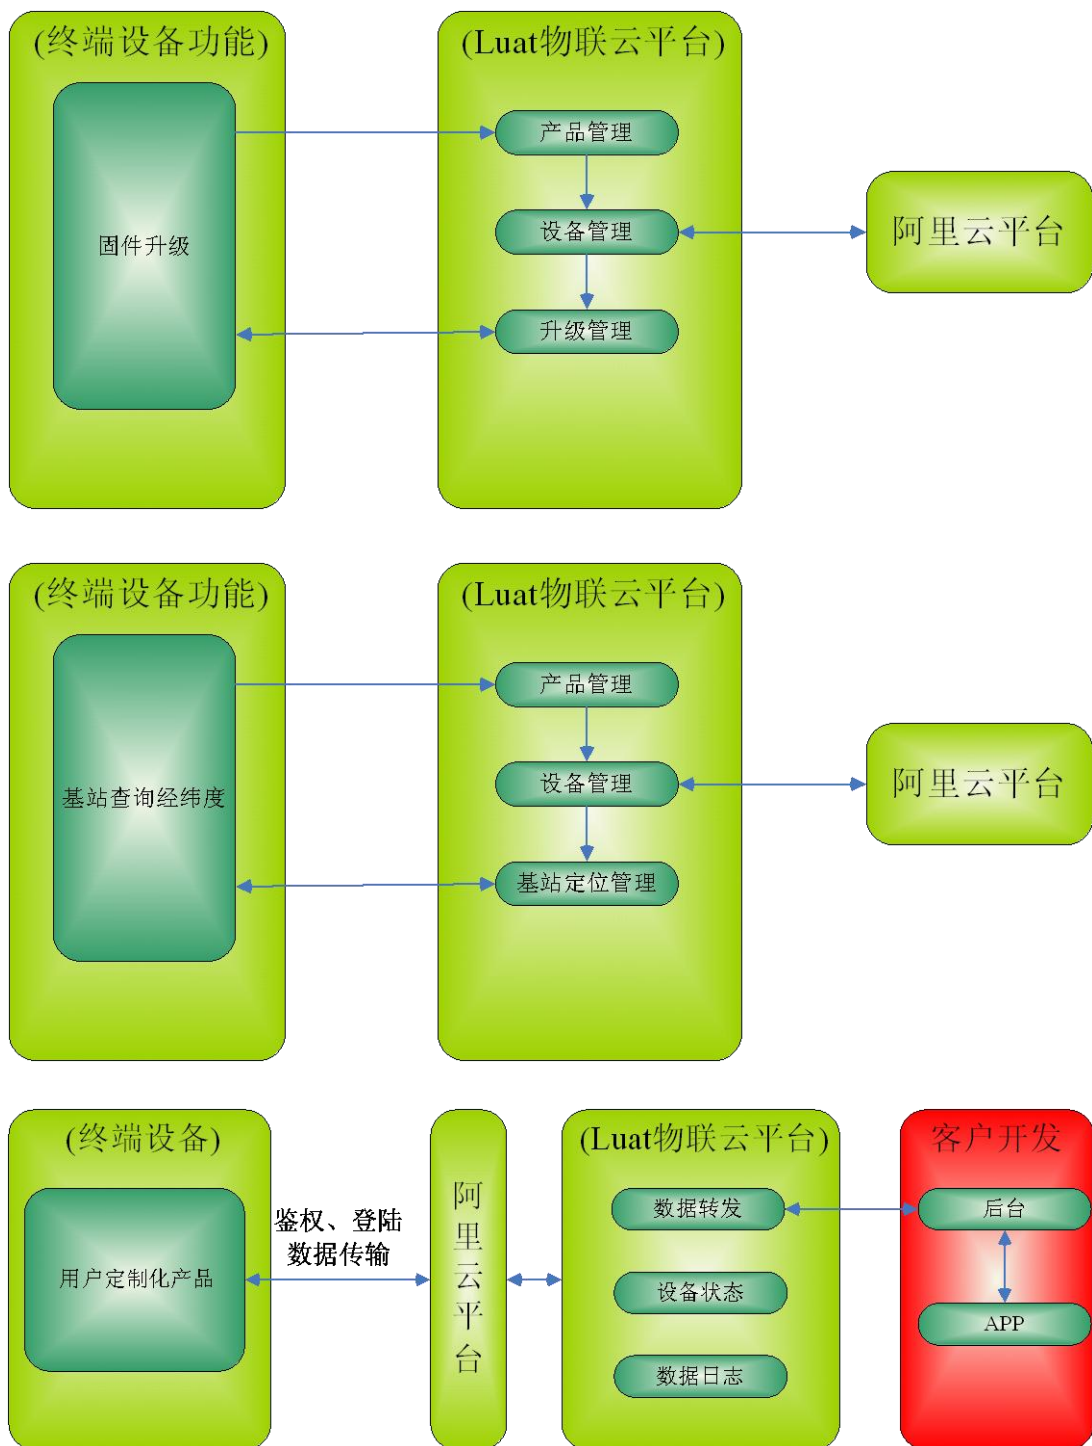 (终端设备功能)
(Luat物联云平台)
产品管理
设备管理
固件升级
阿里云平台
升级管理
(终端设备功能)
(Luat物联云平台)
产品管理
设备管理
基站查询经纬度
阿里云平台
基站定位管理
(终端设备)
用户定制化产品
鉴权、登陆
数据传输
阿里云平台
(Luat物联云平台)
数据转发
设备状态
数据日志
客户开发
后台
APP